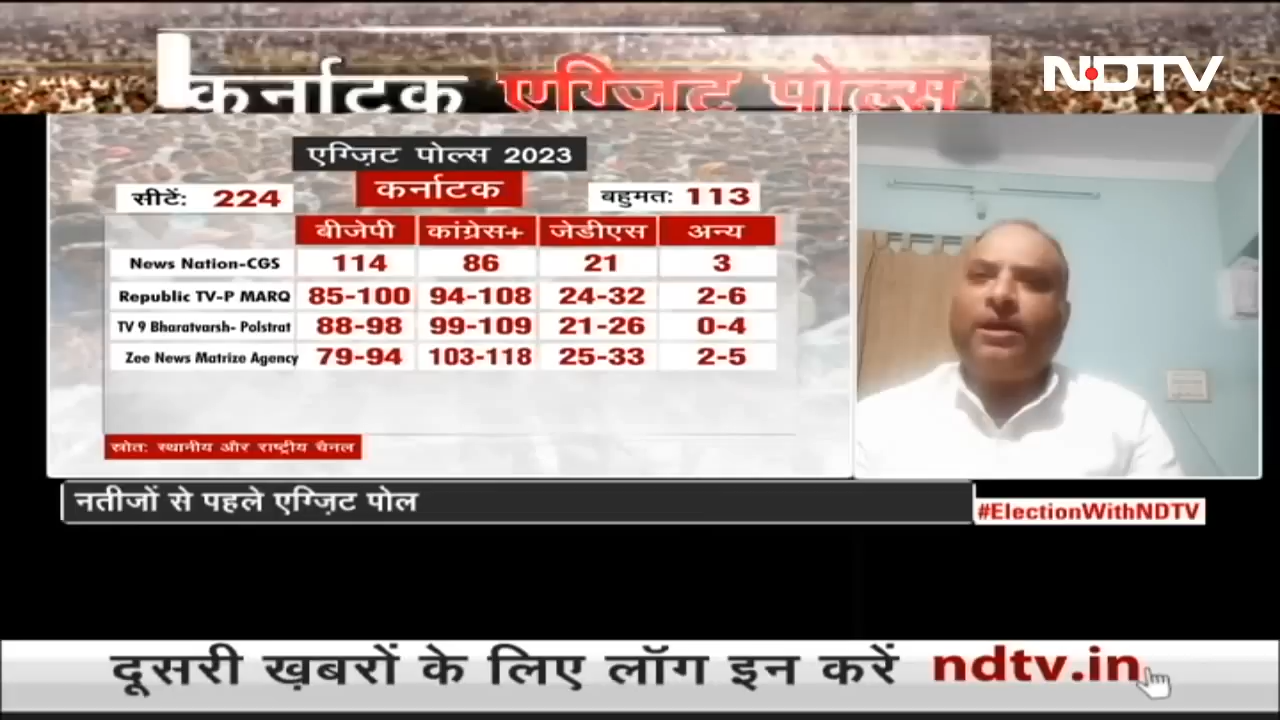 कर्नाटक एग्जिट पोल्स
NDTV
एग्ज़िट पोल्स 2023
सीटें: 224
कर्नाटक
बहुमत: 113
बीजेपी कांग्रेस+ जेडीएस अन्य
News Nation-CGS 114 86 21 3
Republic TV-P MARQ 85-100 94-108 24-32 2-6
TV 9 Bharatvarsh- Polstrat 88-98 99-109 21-26 0-4
Zee News Matrize Agency 79-94 103-118 25-33 2-5
स्रोत: स्थानीय और राष्ट्रीय चैनल
नतीजों से पहले एग्ज़िट पोल
#ElectionWithNDTV
दूसरी ख़बरों के लिए लॉग इन करें ndtv.in